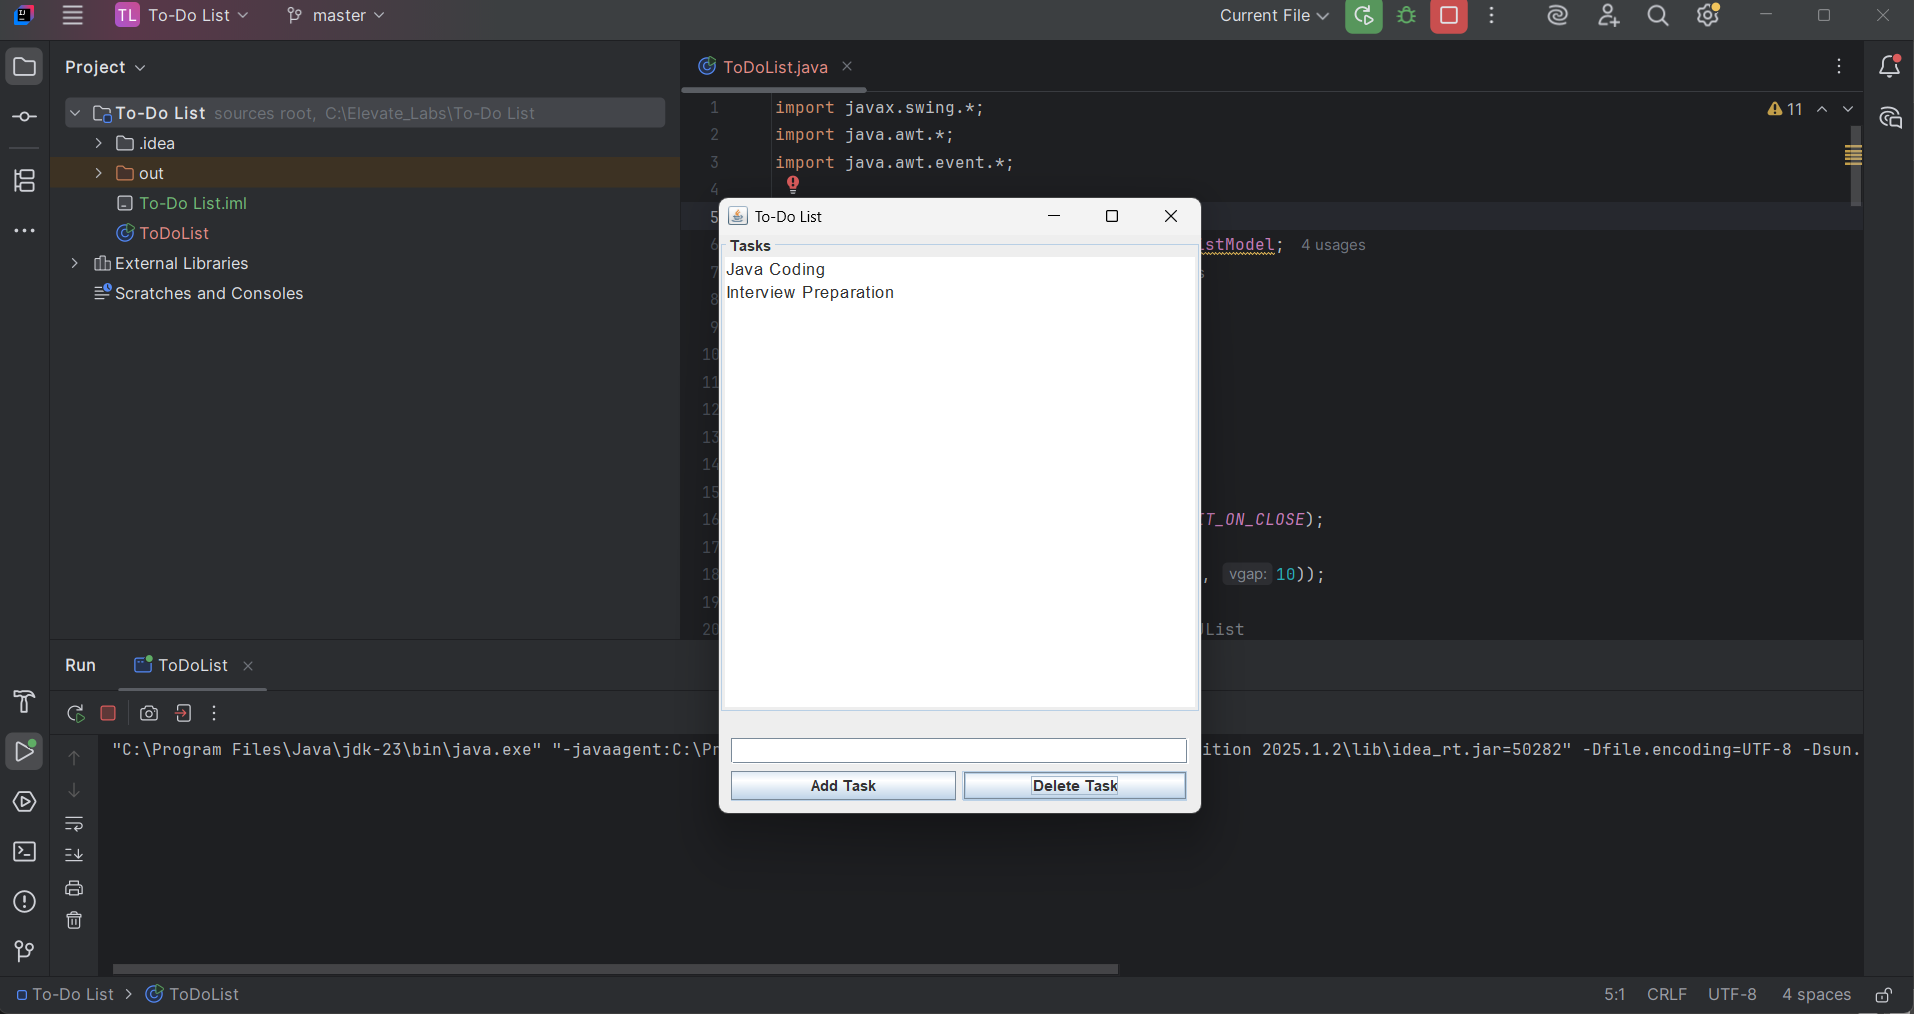 TL To-Do List master Current File
Project
To-Do List sources root, C:\Elevate_Labs\To-Do List
.idea
out
To-Do List.iml
ToDoList
External Libraries
Scratches and Consoles
ToDoList.java
11
1 import javax.swing.*;
2 import java.awt.*;
3 import java.awt.event.*;
4
5
6 stModel; 4 usages
7
8
9
10
11
12
13
14
15
16 T_ON_CLOSE);
17
18 , vgap: 10));
19
20 List
To-Do List
Tasks
Java Coding
Interview Preparation
Add Task
Delete Task
Run ToDoList
"C:\Program Files\Java\jdk-23\bin\java.exe" "-javaagent:C:\Pr ition 2025.1.2\lib\idea_rt.jar=50282" -Dfile.encoding=UTF-8 -Dsun.
To-Do List > ToDoList
5:1 CRLF UTF-8 4 spaces